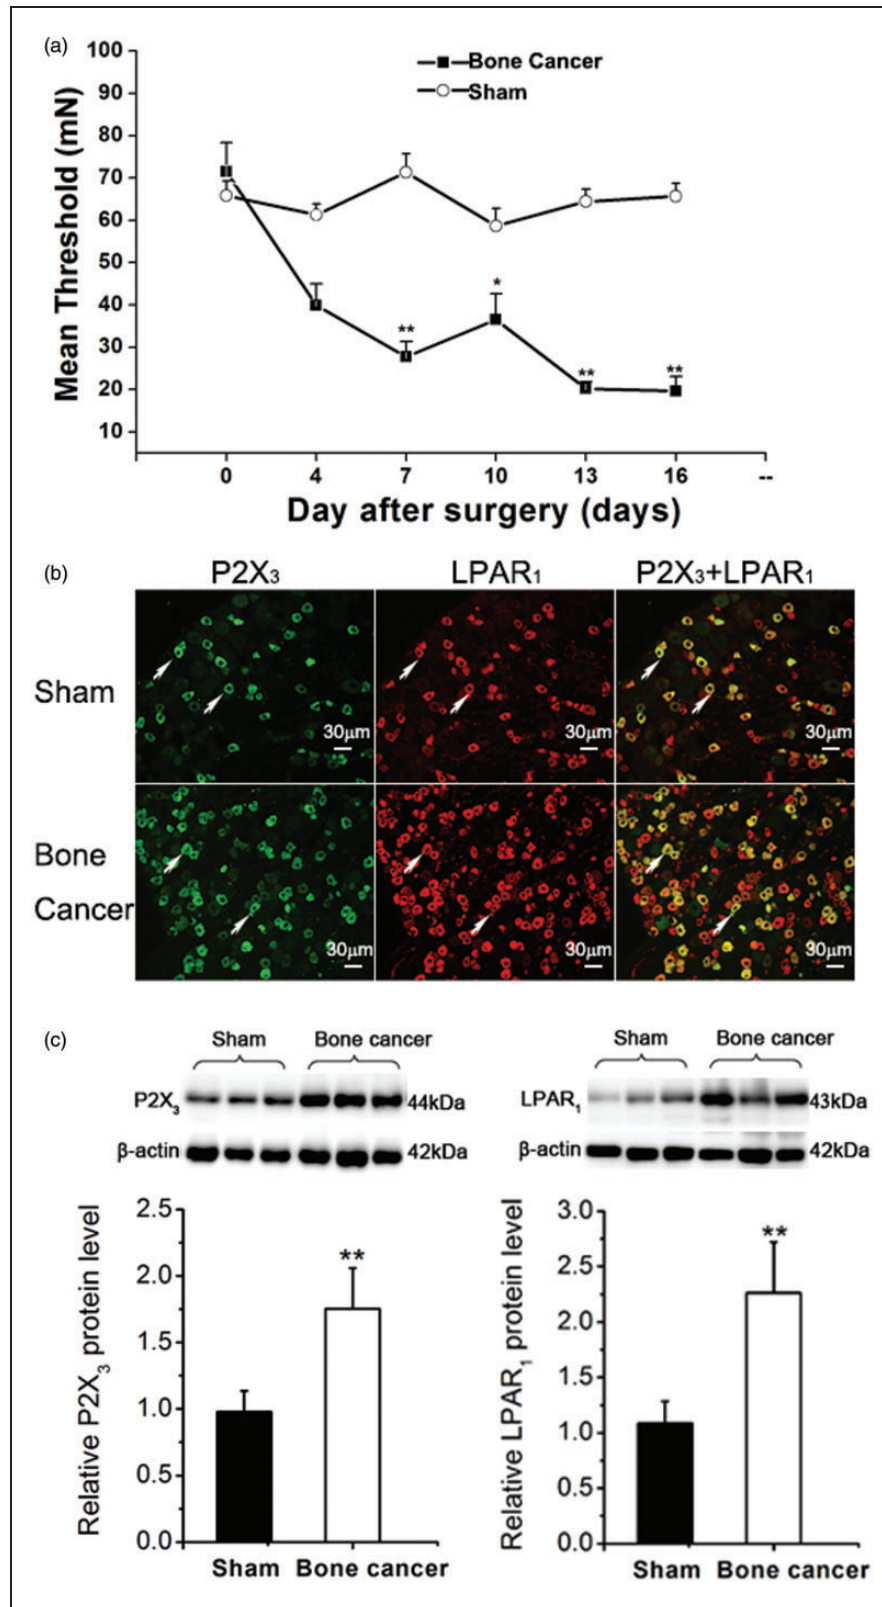 (a)
100
90
80
70
60
50
40
30
20
10
Mean Threshold (mN)
Bone Cancer
Sham
**
*
**
**
0 4 7 10 13 16 --
Day after surgery (days)
(b)
P2X₃ LPAR₁ P2X₃+LPAR₁
Sham
30μm 30μm 30μm
Bone
Cancer
30μm 30μm 30μm
(c)
Sham Bone cancer
P2X₃ 44kDa
β-actin 42kDa
Relative P2X₃ protein level
2.5
2.0
1.5
1.0
0.5
0.0
**
Sham Bone cancer
Sham Bone cancer
LPAR₁ 43kDa
β-actin 42kDa
Relative LPAR₁ protein level
3.0
2.5
2.0
1.5
1.0
0.5
0.0
**
Sham Bone cancer